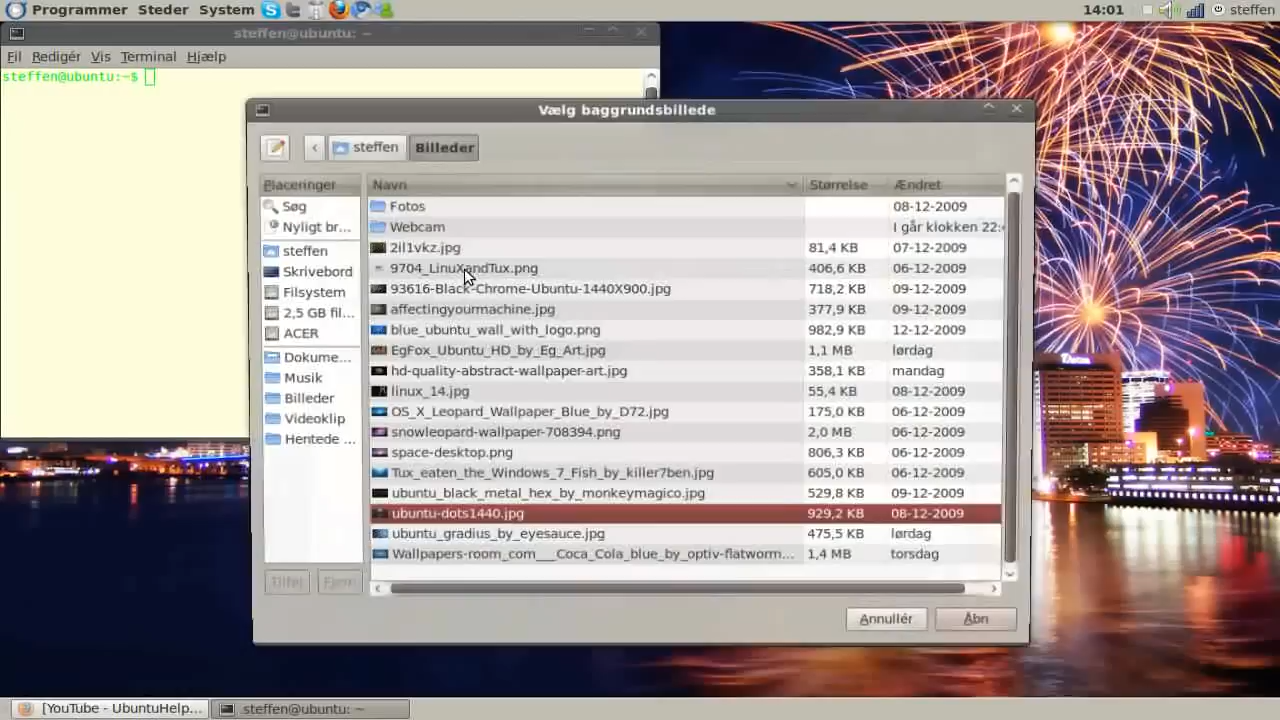 Programmer Steder System
14:01
steffen
steffen@ubuntu: ~
Fil Redigér Vis Terminal Hjælp
steffen@ubuntu:~$
Vælg baggrundsbillede
steffen Billeder
Placeringer
Søg
Nyligt br...
steffen
Skrivebord
Filsystem
2,5 GB fil...
ACER
Dokume...
Musik
Billeder
Videoklip
Hentede ...
Navn Størrelse Ændret
Fotos 08-12-2009
Webcam I går klokken 22:4
2il1vkz.jpg 81,4 KB 07-12-2009
9704_LinuXandTux.png 406,6 KB 06-12-2009
93616-Black-Chrome-Ubuntu-1440X900.jpg 718,2 KB 09-12-2009
affectingyourmachine.jpg 377,9 KB 09-12-2009
blue_ubuntu_wall_with_logo.png 982,9 KB 12-12-2009
EgFox_Ubuntu_HD_by_Eg_Art.jpg 1,1 MB lørdag
hd-quality-abstract-wallpaper-art.jpg 358,1 KB mandag
linux_14.jpg 55,4 KB 08-12-2009
OS_X_Leopard_Wallpaper_Blue_by_D72.jpg 175,0 KB 06-12-2009
snowleopard-wallpaper-708394.png 2,0 MB 06-12-2009
space-desktop.png 806,3 KB 06-12-2009
Tux_eaten_the_Windows_7_Fish_by_killer7ben.jpg 605,0 KB 06-12-2009
ubuntu_black_metal_hex_by_monkeymagico.jpg 529,8 KB 09-12-2009
ubuntu-dots1440.jpg 929,2 KB 08-12-2009
ubuntu_gradius_by_eyesauce.jpg 475,5 KB lørdag
Wallpapers-room_com___Coca_Cola_blue_by_optiv-flatworm... 1,4 MB torsdag
Tilføj Fjern
Annullér Åbn
[YouTube - UbuntuHelp...
steffen@ubuntu: ~